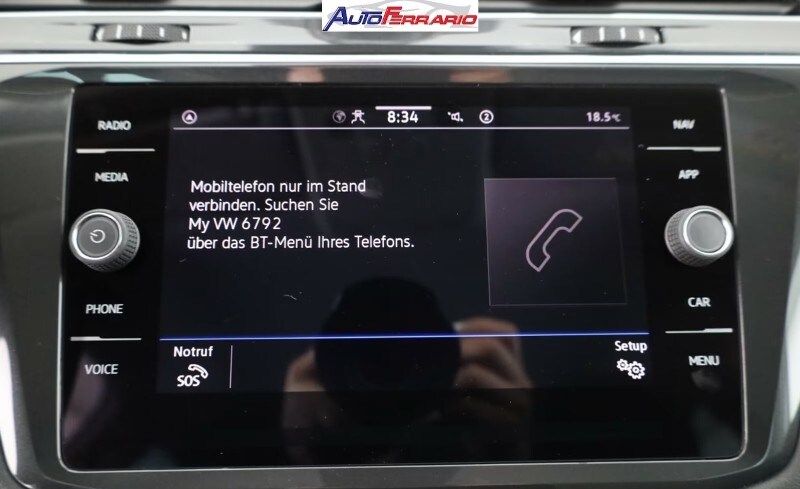 AUTOFERRARIO
RADIO
MEDIA
PHONE
VOICE
8:34
2
18.5°C
Mobiltelefon nur im Stand
verbinden. Suchen Sie
My VW 6792
über das BT-Menü Ihres Telefons.
Notruf
SOS
Setup
NAV
APP
CAR
MENU